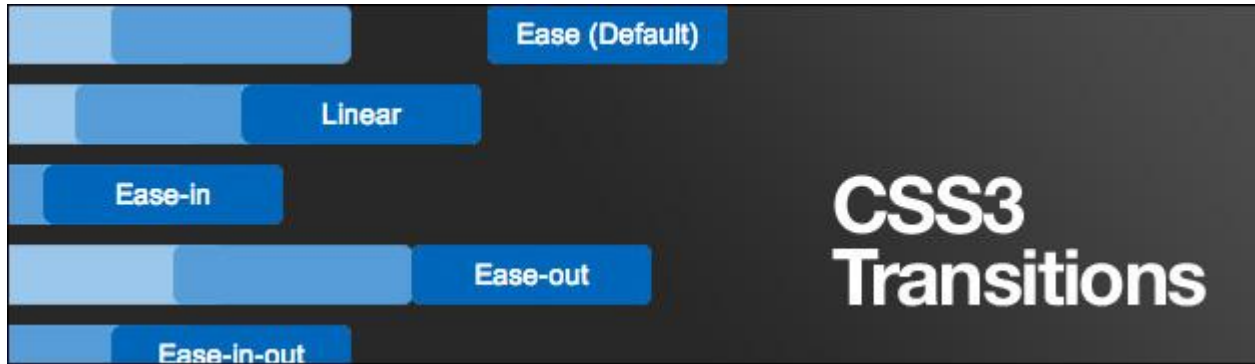 Ease (Default)
Linear
Ease-in
Ease-out
Ease-in-out
CSS3
Transitions